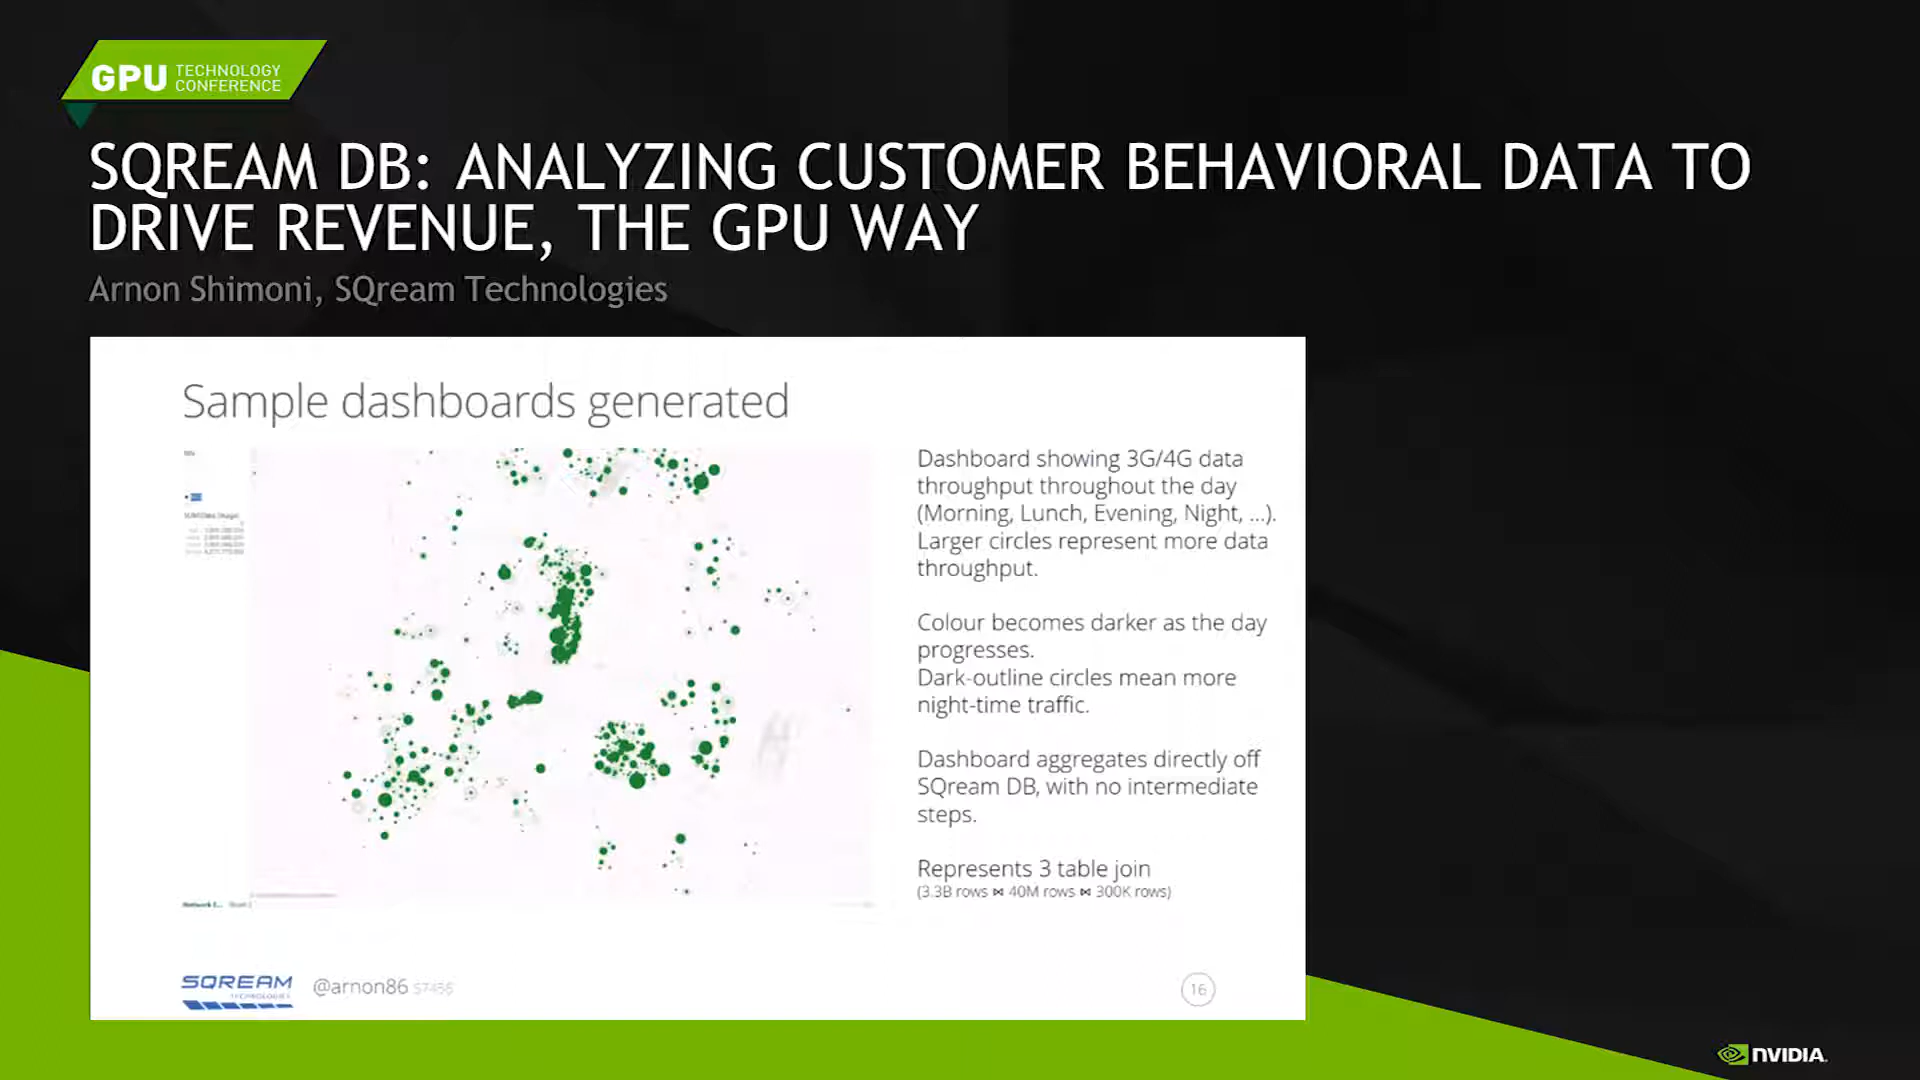 GPU TECHNOLOGY
CONFERENCE
SQREAM DB: ANALYZING CUSTOMER BEHAVIORAL DATA TO
DRIVE REVENUE, THE GPU WAY
Arnon Shimoni, SQream Technologies
Sample dashboards generated
Dashboard showing 3G/4G data
throughput throughout the day
(Morning, Lunch, Evening, Night, ...).
Larger circles represent more data
throughput.
Colour becomes darker as the day
progresses.
Dark-outline circles mean more
night-time traffic.
Dashboard aggregates directly off
SQream DB, with no intermediate
steps.
Represents 3 table join
(3.3B rows ⋈ 40M rows ⋈ 300K rows)
SQREAM
TECHNOLOGIES
@arnon86 S7456
16
NVIDIA.